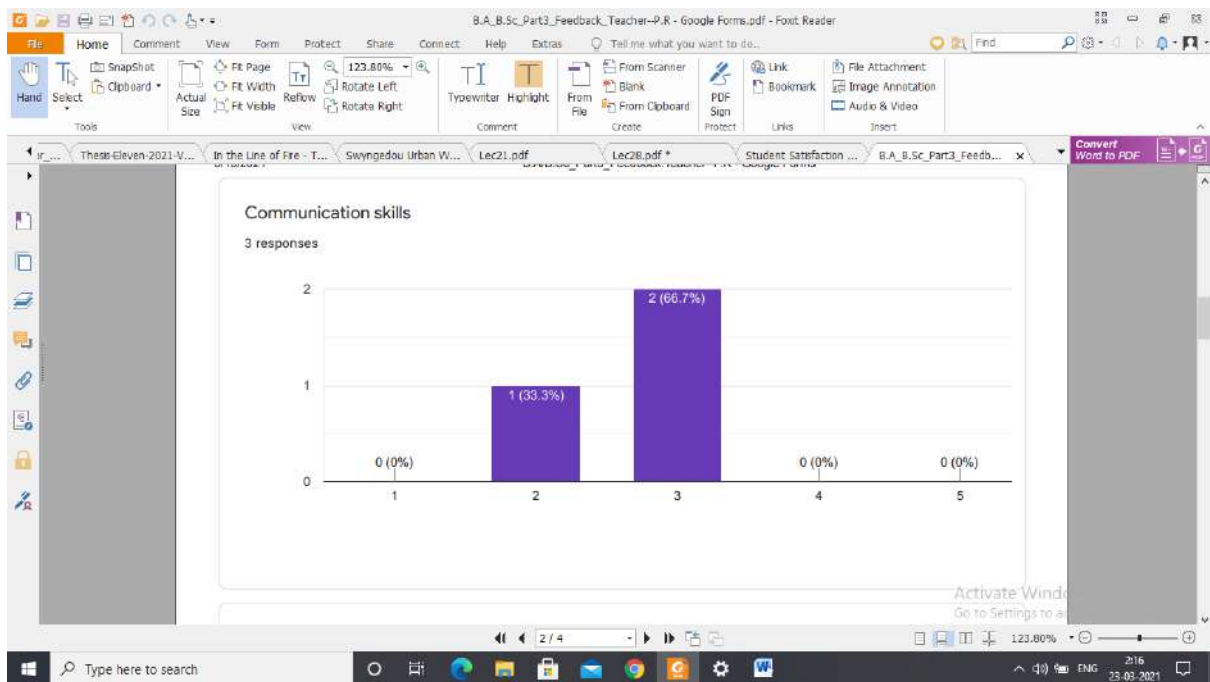 B.A_B.Sc_Part3_Feedback_Teacher--P.R - Google Forms.pdf - Foxit Reader
File Home Comment View Form Protect Share Connect Help Extras Tell me what you want to do... Find
Hand
Select
SnapShot
Clipboard
Tools
Actual Size
Fit Page
Fit Width
Fit Visible
Reflow
123.80%
Rotate Left
Rotate Right
View
Typewriter Highlight
Comment
From File
From Scanner
Blank
From Clipboard
Create
PDF Sign
Protect
Link
Bookmark
Links
File Attachment
Image Annotation
Audio & Video
Insert
Thesis-Eleven-2021-V... In the Line of Fire - T... Swyngedou Urban W... Lec21.pdf Lec28.pdf * Student Satisfaction ... B.A_B.Sc_Part3_Feedb... x
Convert
Word to PDF
Communication skills
3 responses
2
2 (66.7%)
1
1 (33.3%)
0 (0%) 0 (0%) 0 (0%)
0
1 2 3 4 5
Activate Windo
Go to Settings to a
2 / 4
123.80%
Type here to search
ENG
2:16
23-03-2021